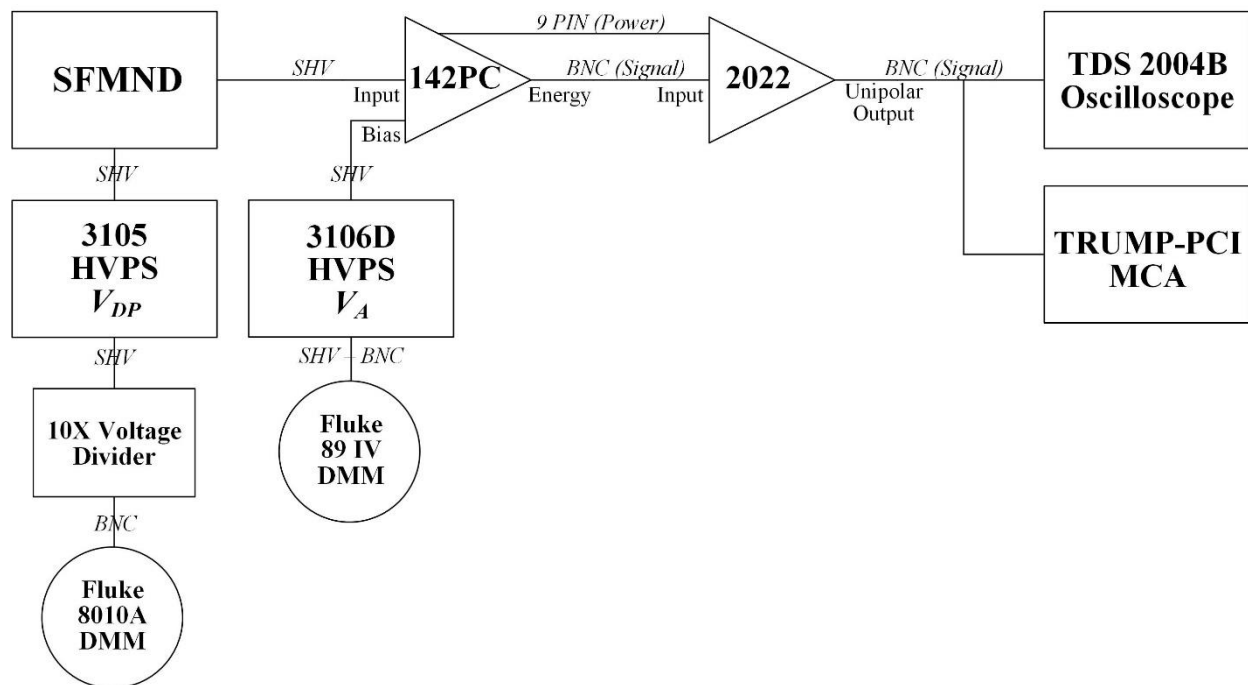 9 PIN (Power)
SFMND
SHV
142PC
BNC (Signal)
2022
BNC (Signal)
TDS 2004B
Oscilloscope
Input
Energy
Input
Unipolar
Output
Bias
SHV
SHV
3105
HVPS
V_DP
3106D
HVPS
V_A
TRUMP-PCI
MCA
SHV
SHV – BNC
10X Voltage
Divider
Fluke
89 IV
DMM
BNC
Fluke
8010A
DMM